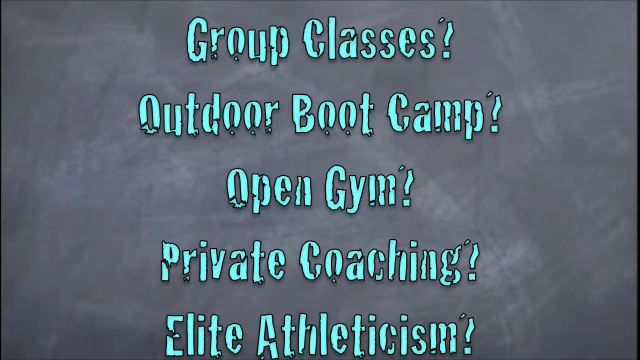 Group Classes?
Outdoor Boot Camp?
Open Gym?
Private Coaching?
Elite Athleticism?